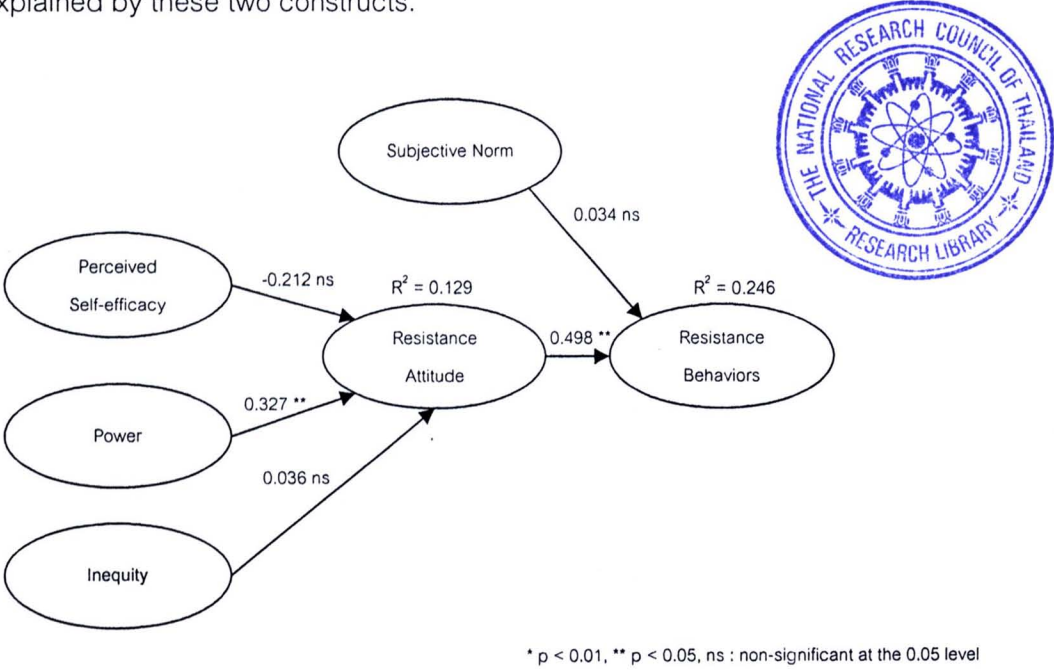 xplained by these two constructs.
THE NATIONAL RESEARCH COUNCIL OF THAILAND
RESEARCH LIBRARY
Subjective Norm
0.034 ns
Perceived
Self-efficacy
-0.212 ns
R² = 0.129
R² = 0.246
Resistance
Attitude
0.498 **
Resistance
Behaviors
Power
0.327 **
0.036 ns
Inequity
* p < 0.01, ** p < 0.05, ns : non-significant at the 0.05 level